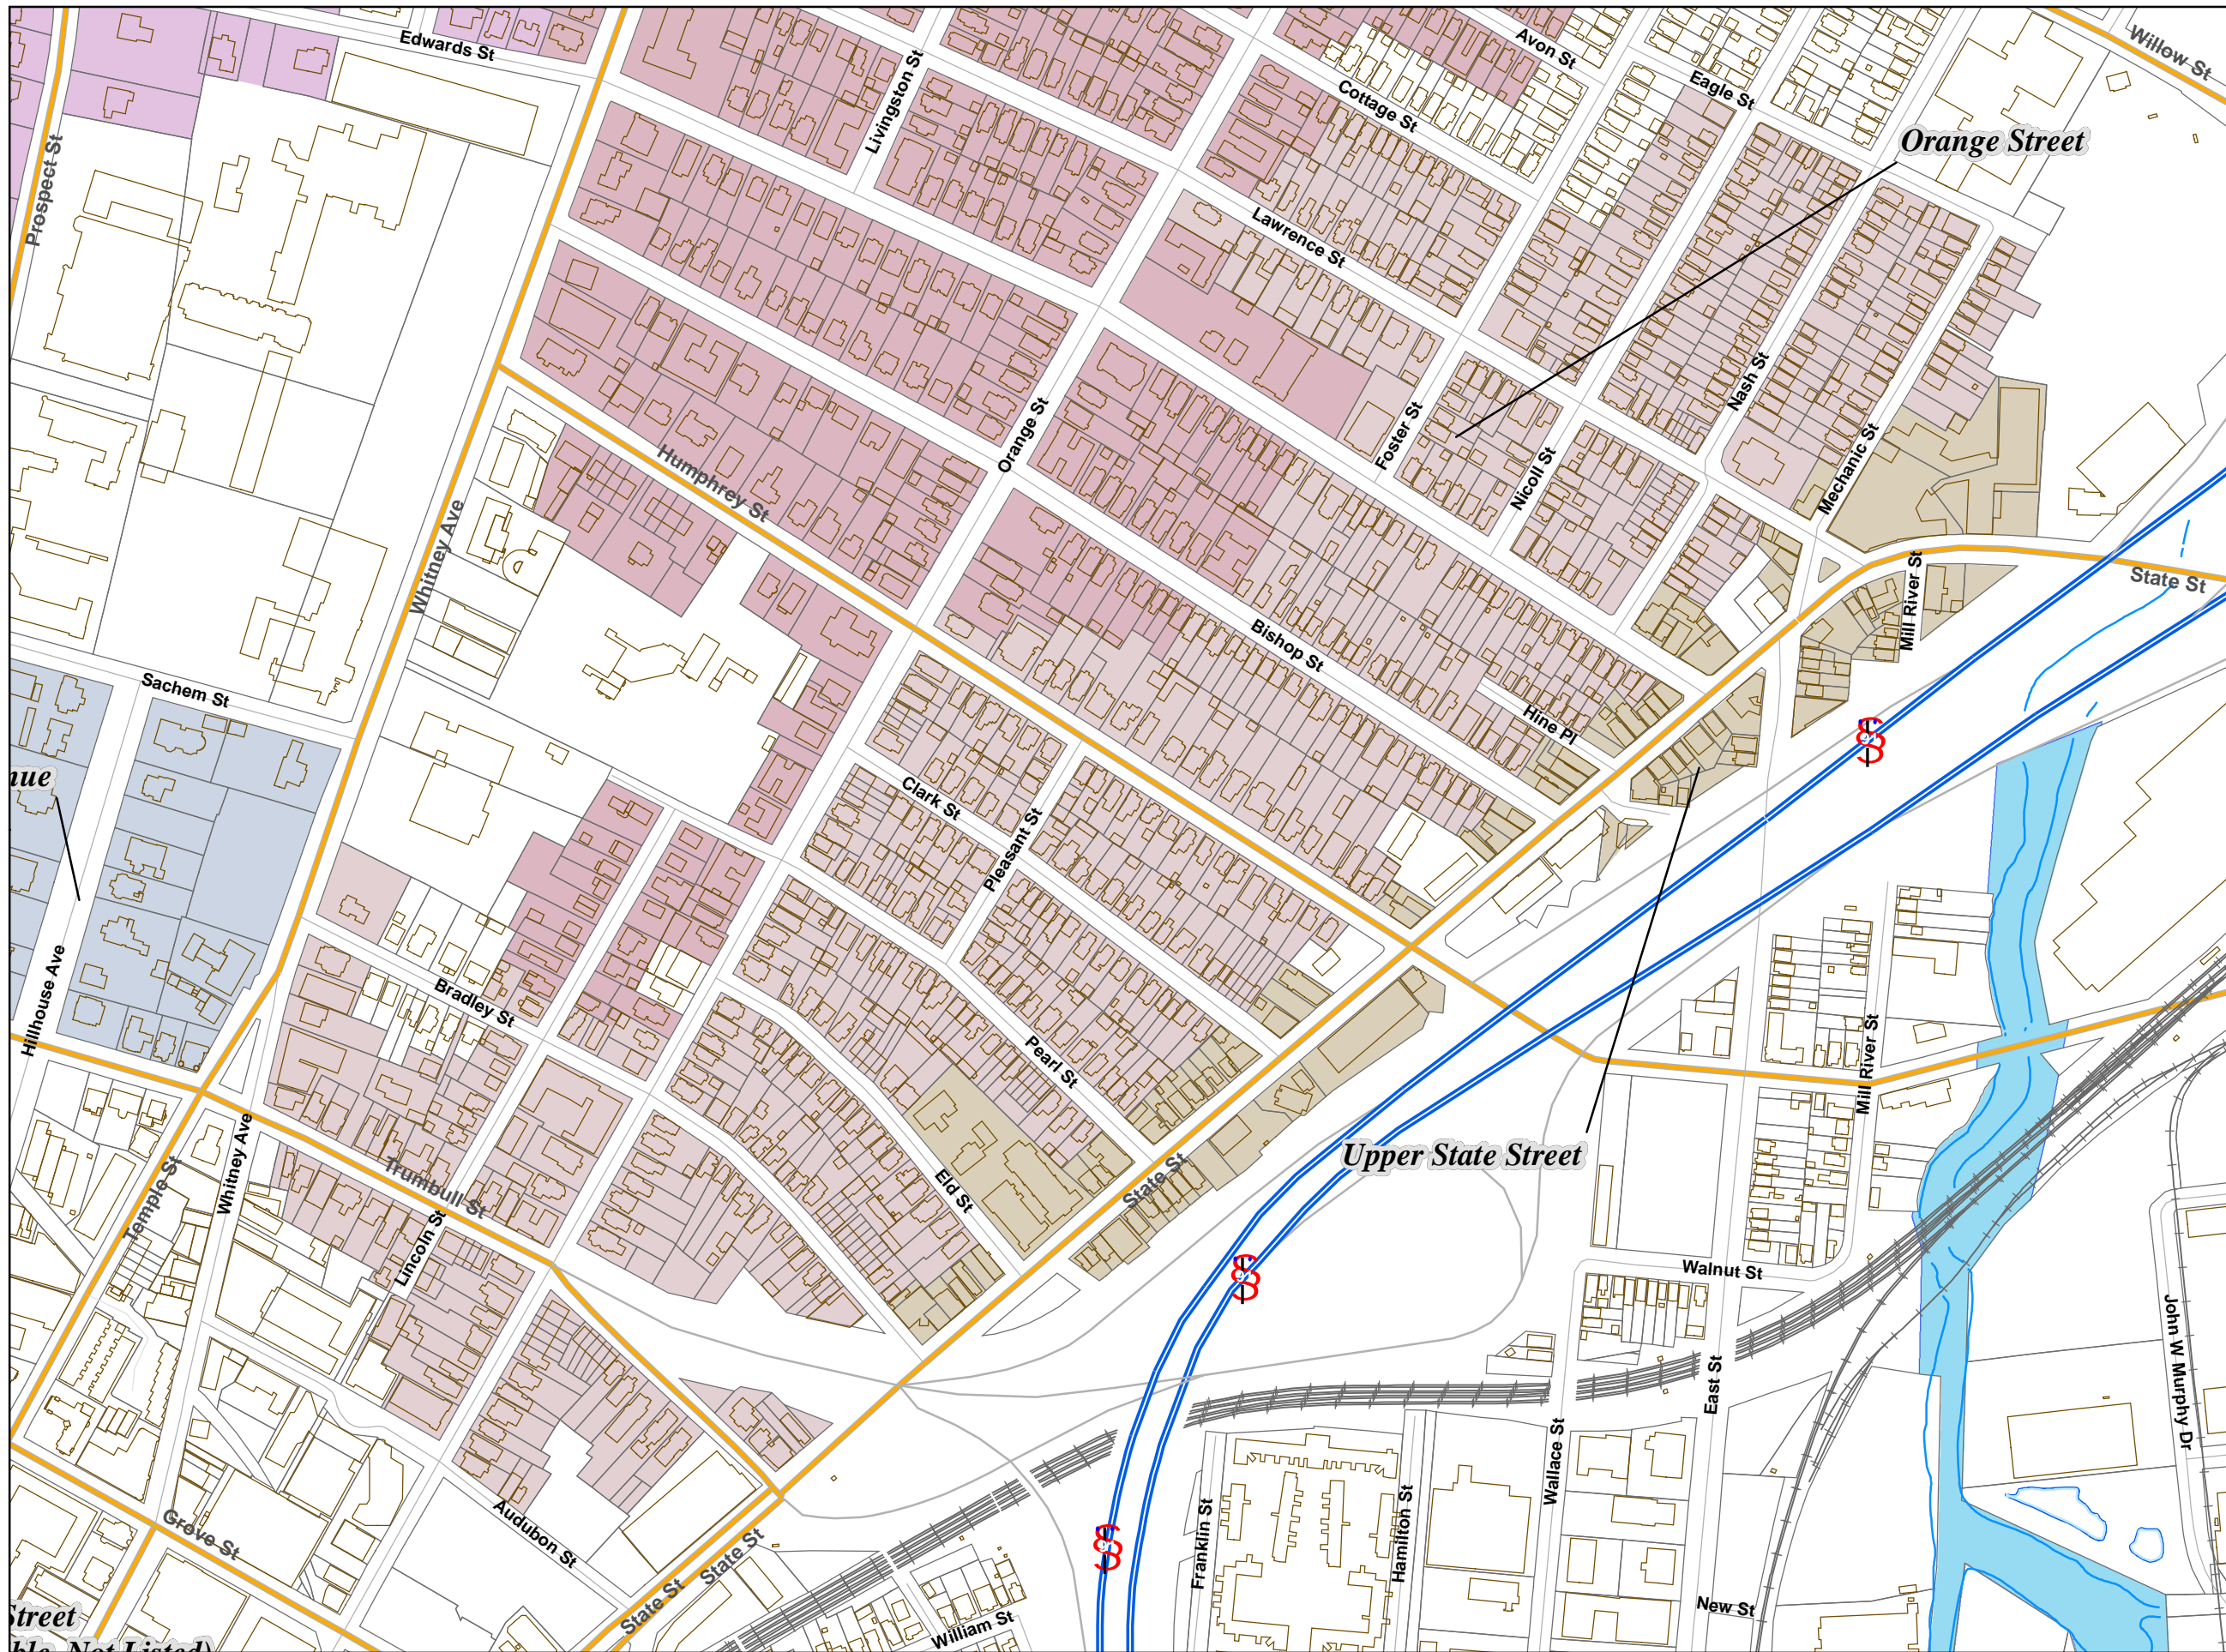 Edwards St
Livingston St
Avon St
Cottage St
Eagle St
Willow St
Orange Street
Prospect St
Lawrence St
Nash St
Foster St
Nicoll St
Mechanic St
Orange St
Humphrey St
Whitney Ave
State St
Mill River St
Bishop St
Hine Pl
Sachem St
nue
Clark St
Pleasant St
Hillhouse Ave
Bradley St
Pearl St
Mill River St
Upper State Street
Eld St
State St
Trumbull St
Temple St
Whitney Ave
Lincoln St
Walnut St
East St
John W Murphy Dr
Wallace St
Hamilton St
Franklin St
Audubon St
Grove St
State St
State St
New St
William St
Street
ble, Not Listed)